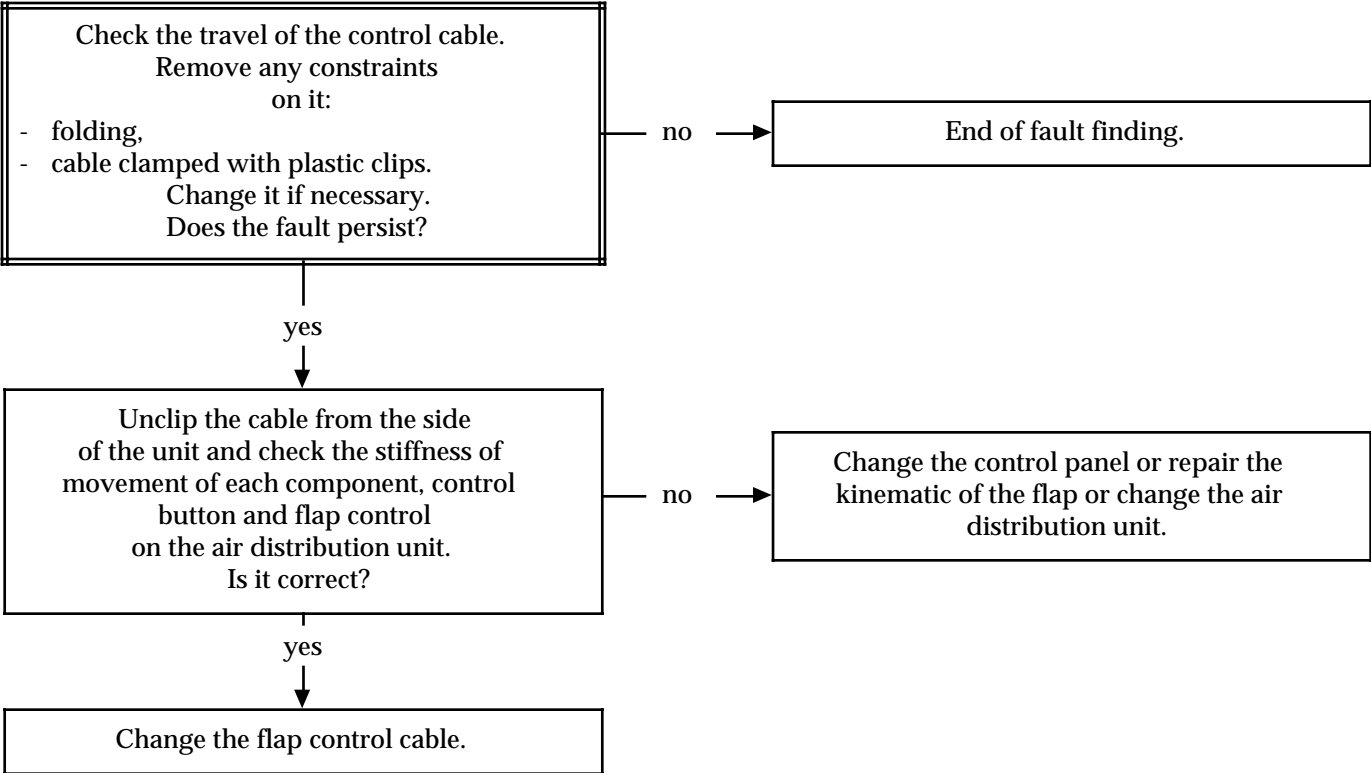 Check the travel of the control cable.
Remove any constraints
on it:
- folding,
- cable clamped with plastic clips.
Change it if necessary.
Does the fault persist?
no
End of fault finding.
yes
Unclip the cable from the side
of the unit and check the stiffness of
movement of each component, control
button and flap control
on the air distribution unit.
Is it correct?
no
Change the control panel or repair the
kinematic of the flap or change the air
distribution unit.
yes
Change the flap control cable.